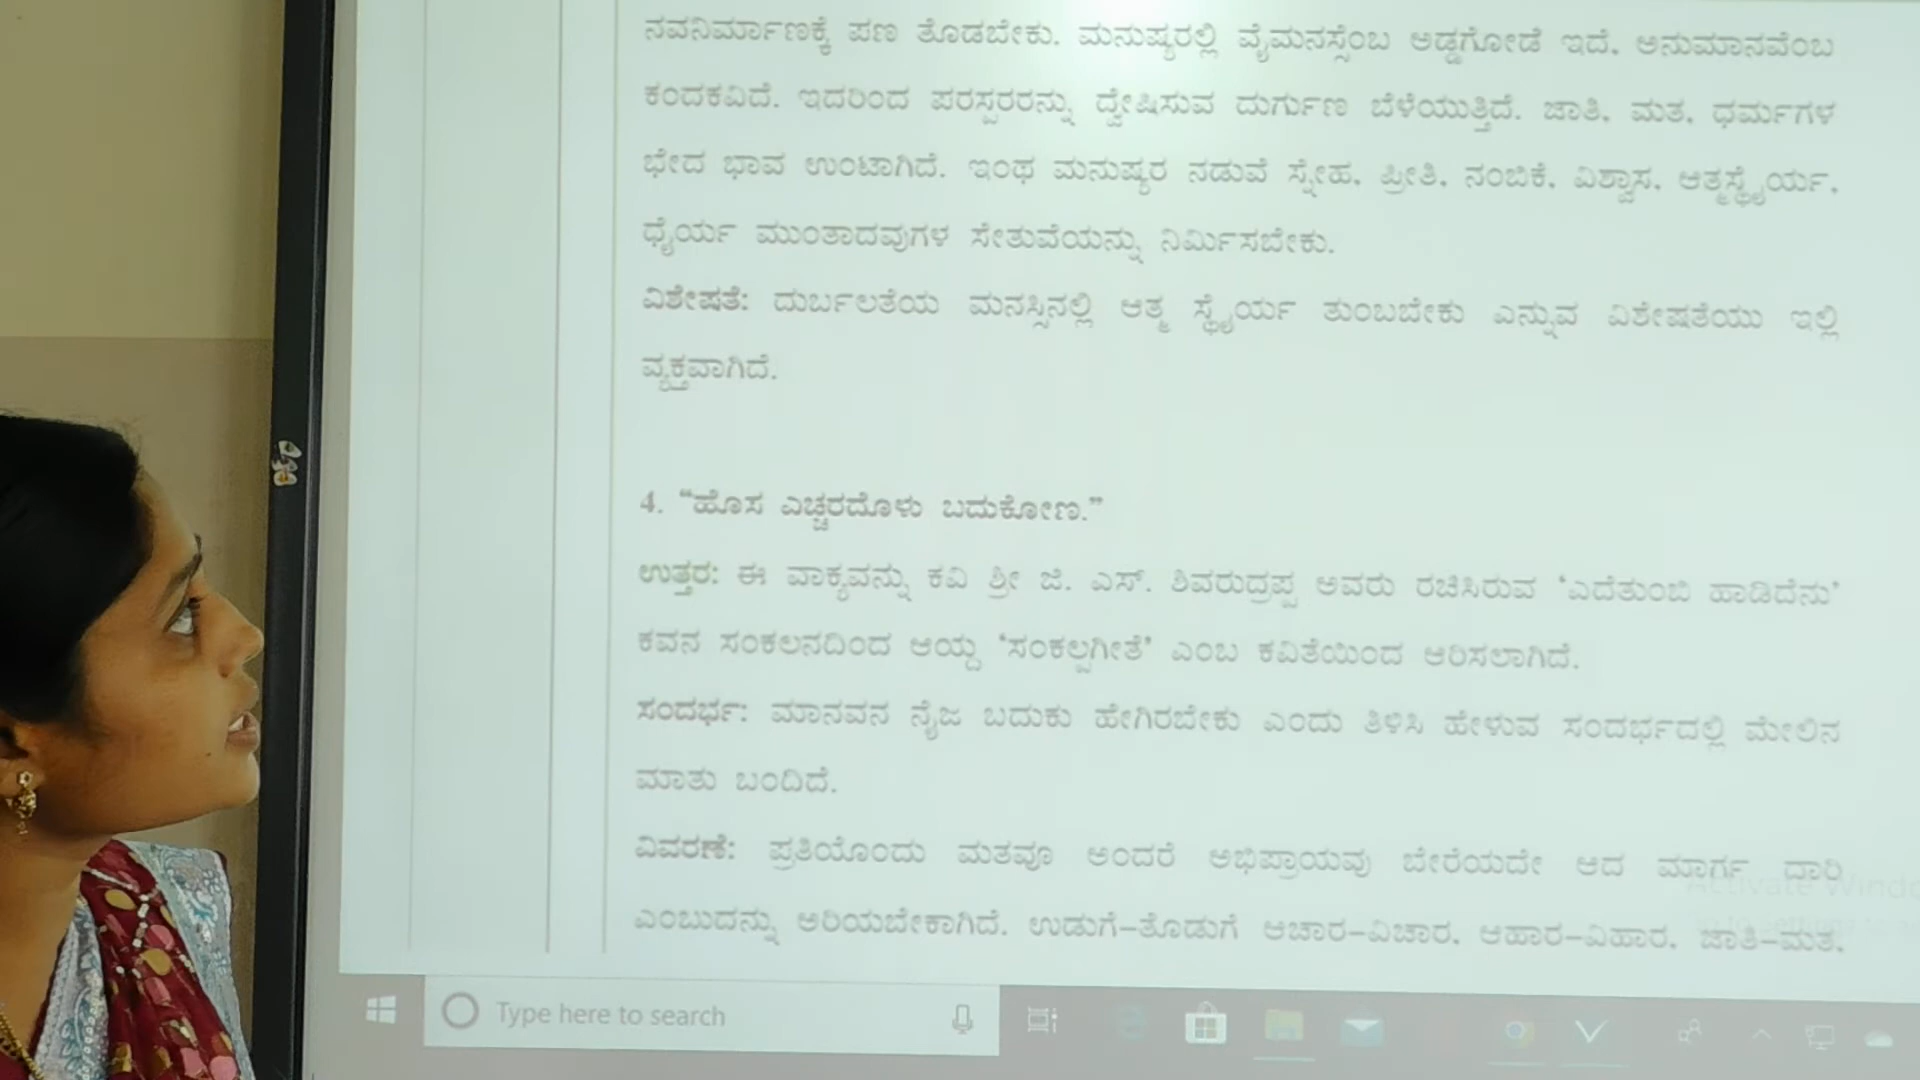 ನವನಿರ್ಮಾಣಕ್ಕೆ ಪಣ ತೊಡಬೇಕು. ಮನುಷ್ಯರಲ್ಲಿ ವೈಮನಸ್ಸೆಂಬ ಅಡ್ಡಗೋಡೆ ಇದೆ. ಅನುಮಾನವೆಂಬ
ಕಂದಕವಿದೆ. ಇದರಿಂದ ಪರಸ್ಪರರನ್ನು ದ್ವೇಷಿಸುವ ದುರ್ಗುಣ ಬೆಳೆಯುತ್ತಿದೆ. ಜಾತಿ, ಮತ, ಧರ್ಮಗಳ
ಭೇದ ಭಾವ ಉಂಟಾಗಿದೆ. ಇಂಥ ಮನುಷ್ಯರ ನಡುವೆ ಸ್ನೇಹ, ಪ್ರೀತಿ, ನಂಬಿಕೆ, ವಿಶ್ವಾಸ, ಆತ್ಮಸ್ಥೈರ್ಯ,
ಧೈರ್ಯ ಮುಂತಾದವುಗಳ ಸೇತುವೆಯನ್ನು ನಿರ್ಮಿಸಬೇಕು.
ವಿಶೇಷತೆ: ದುರ್ಬಲತೆಯ ಮನಸ್ಸಿನಲ್ಲಿ ಆತ್ಮ ಸ್ಥೈರ್ಯ ತುಂಬಬೇಕು ಎನ್ನುವ ವಿಶೇಷತೆಯು ಇಲ್ಲಿ
ವ್ಯಕ್ತವಾಗಿದೆ.
4. “ಹೊಸ ಎಚ್ಚರದೊಳು ಬದುಕೋಣ.”
ಉತ್ತರ: ಈ ವಾಕ್ಯವನ್ನು ಕವಿ ಶ್ರೀ ಜಿ. ಎಸ್. ಶಿವರುದ್ರಪ್ಪ ಅವರು ರಚಿಸಿರುವ ‘ಎದೆತುಂಬಿ ಹಾಡಿದೆನು’
ಕವನ ಸಂಕಲನದಿಂದ ಆಯ್ದ ‘ಸಂಕಲ್ಪಗೀತೆ’ ಎಂಬ ಕವಿತೆಯಿಂದ ಆರಿಸಲಾಗಿದೆ.
ಸಂದರ್ಭ: ಮಾನವನ ನೈಜ ಬದುಕು ಹೇಗಿರಬೇಕು ಎಂದು ತಿಳಿಸಿ ಹೇಳುವ ಸಂದರ್ಭದಲ್ಲಿ ಮೇಲಿನ
ಮಾತು ಬಂದಿದೆ.
ವಿವರಣೆ: ಪ್ರತಿಯೊಂದು ಮತವೂ ಅಂದರೆ ಅಭಿಪ್ರಾಯವು ಬೇರೆಯದೇ ಆದ ಮಾರ್ಗ ದಾರಿ
ಎಂಬುದನ್ನು ಅರಿಯಬೇಕಾಗಿದೆ. ಉಡುಗೆ–ತೊಡುಗೆ ಆಚಾರ–ವಿಚಾರ, ಆಹಾರ–ವಿಹಾರ, ಜಾತಿ–ಮತ,
Activate Windo
Type here to search